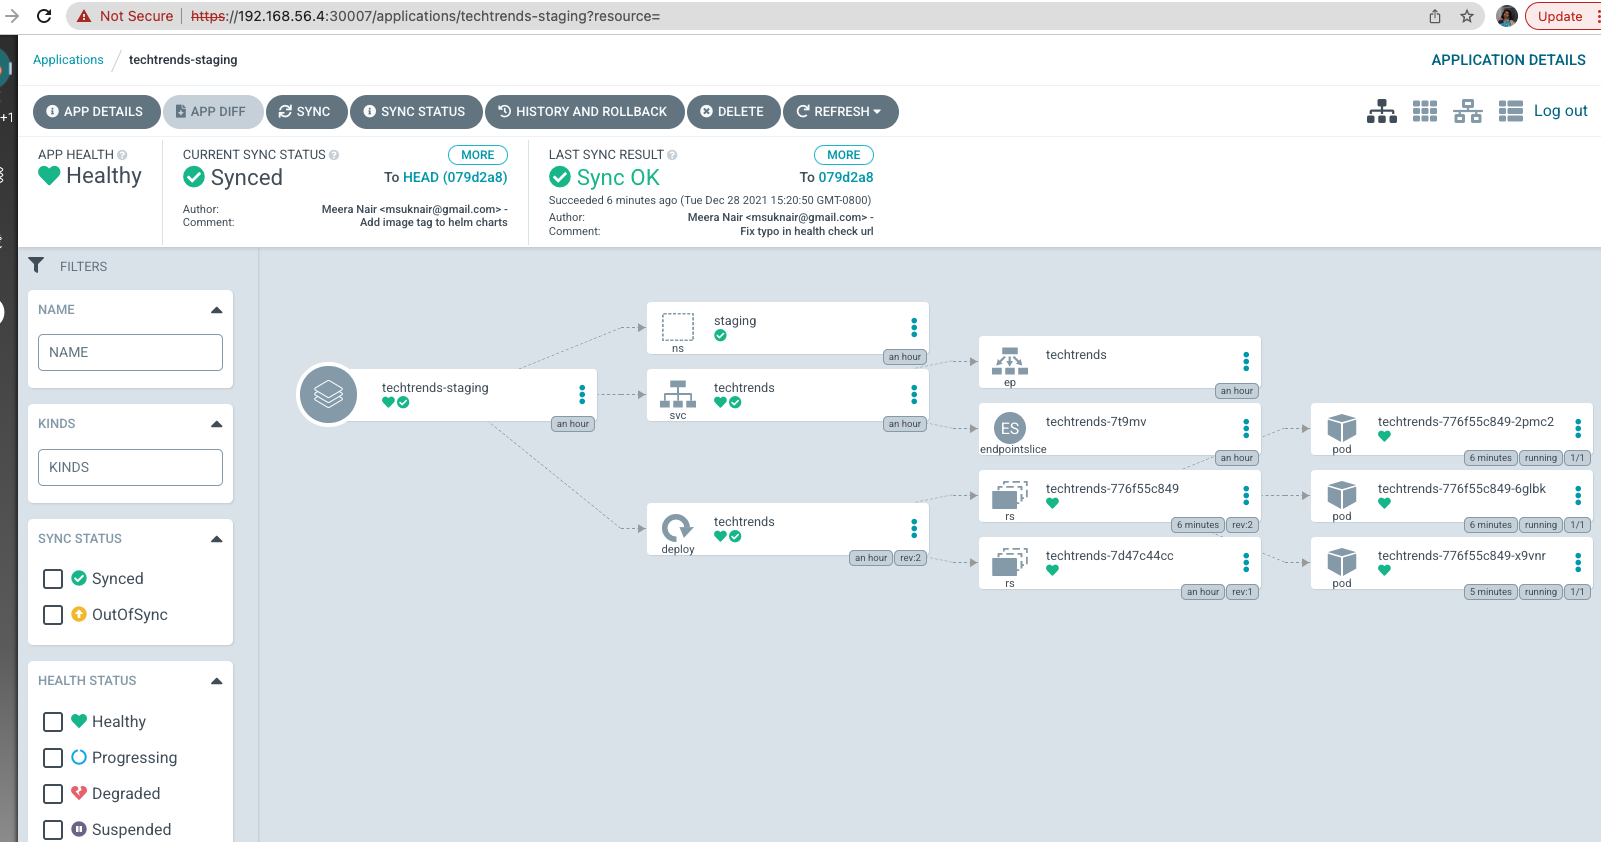 Not Secure
https://192.168.56.4:30007/applications/techtrends-staging?resource=
Update
+1
Applications / techtrends-staging
APPLICATION DETAILS
APP DETAILS
APP DIFF
SYNC
SYNC STATUS
HISTORY AND ROLLBACK
DELETE
REFRESH
Log out
APP HEALTH
Healthy
CURRENT SYNC STATUS
MORE
Synced
To HEAD (079d2a8)
Author: Meera Nair <msuknair@gmail.com> -
Comment: Add image tag to helm charts
LAST SYNC RESULT
MORE
Sync OK
To 079d2a8
Succeeded 6 minutes ago (Tue Dec 28 2021 15:20:50 GMT-0800)
Author: Meera Nair <msuknair@gmail.com> -
Comment: Fix typo in health check url
FILTERS
NAME
NAME
KINDS
KINDS
SYNC STATUS
Synced
OutOfSync
HEALTH STATUS
Healthy
Progressing
Degraded
Suspended
techtrends-staging
an hour
staging
ns
an hour
techtrends
svc
an hour
techtrends
deploy
an hour
rev:2
techtrends
ep
an hour
ES
techtrends-7t9mv
endpointslice
an hour
techtrends-776f55c849
rs
6 minutes
rev:2
techtrends-7d47c44cc
rs
an hour
rev:1
techtrends-776f55c849-2pmc2
pod
6 minutes
running
1/1
techtrends-776f55c849-6glbk
pod
6 minutes
running
1/1
techtrends-776f55c849-x9vnr
pod
5 minutes
running
1/1